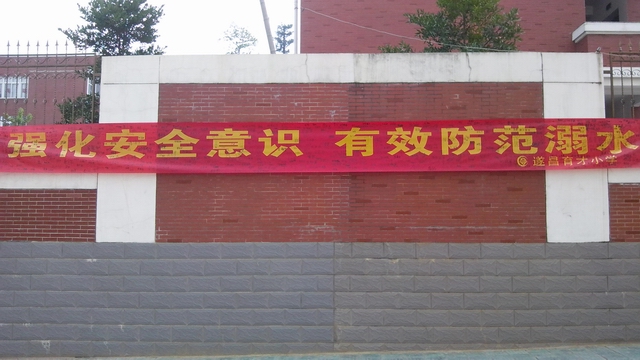 强化安全意识 有效防范溺水
遂昌育才小学